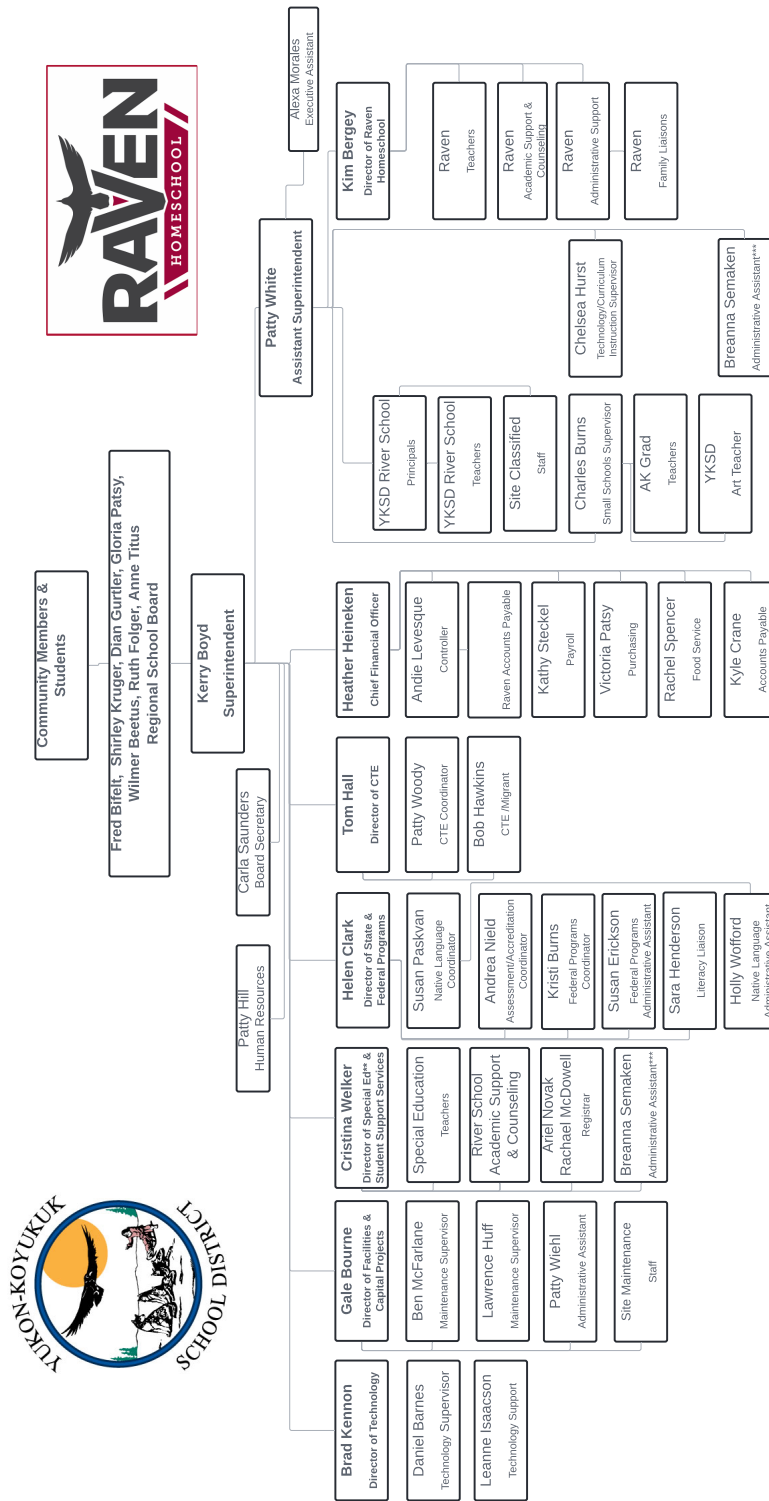 YUKON-KOYUKUK
SCHOOL DISTRICT
RAVEN
HOMESCHOOL
Community Members &
Students
Fred Bifelt,  Shirley Kruger, Dian Gurtler, Gloria Patsy,
Wilmer Beetus, Ruth Folger, Anne Titus
Regional School Board
Kerry Boyd
Superintendent
Patty Hill
Human Resources
Carla Saunders
Board Secretary
Patty White
Assistant Superintendent
Alexa Morales
Executive Assistant
Brad Kennon
Director of Technology
Daniel Barnes
Technology Supervisor
Leanne Isaacson
Technology Support
Gale Bourne
Director of Facilities &
Capital Projects
Ben McFarlane
Maintenance Supervisor
Lawrence Huff
Maintenance Supervisor
Patty Wiehl
Administrative Assistant
Site Maintenance
Staff
Cristina Welker
Director of Special Ed** &
Student Support Services
Special Education
Teachers
River School
Academic Support
& Counseling
Ariel Novak
Rachael McDowell
Registrar
Breanna Semaken
Administrative Assistant***
Helen Clark
Director of State &
Federal Programs
Susan Paskvan
Native Language
Coordinator
Andrea Nield
Assessment/Accreditation
Coordinator
Kristi Burns
Federal Programs
Coordinator
Susan Erickson
Federal Programs
Administrative Assistant
Sara Henderson
Literacy Liaison
Holly Wofford
Native Language
Administrative Assistant
Tom Hall
Director of CTE
Patty Woody
CTE Coordinator
Bob Hawkins
CTE /Migrant
Heather Heineken
Chief Financial Officer
Andie Levesque
Controller
Raven Accounts Payable
Kathy Steckel
Payroll
Victoria Patsy
Purchasing
Rachel Spencer
Food Service
Kyle Crane
Accounts Payable
YKSD River School
Principals
YKSD River School
Teachers
Site Classified
Staff
Charles Burns
Small Schools Supervisor
AK Grad
Teachers
YKSD
Art Teacher
Chelsea Hurst
Technology/Curriculum
Instruction Supervisor
Breanna Semaken
Administrative Assistant***
Kim Bergey
Director of Raven
Homeschool
Raven
Teachers
Raven
Academic Support &
Counseling
Raven
Administrative Support
Raven
Family Liaisons